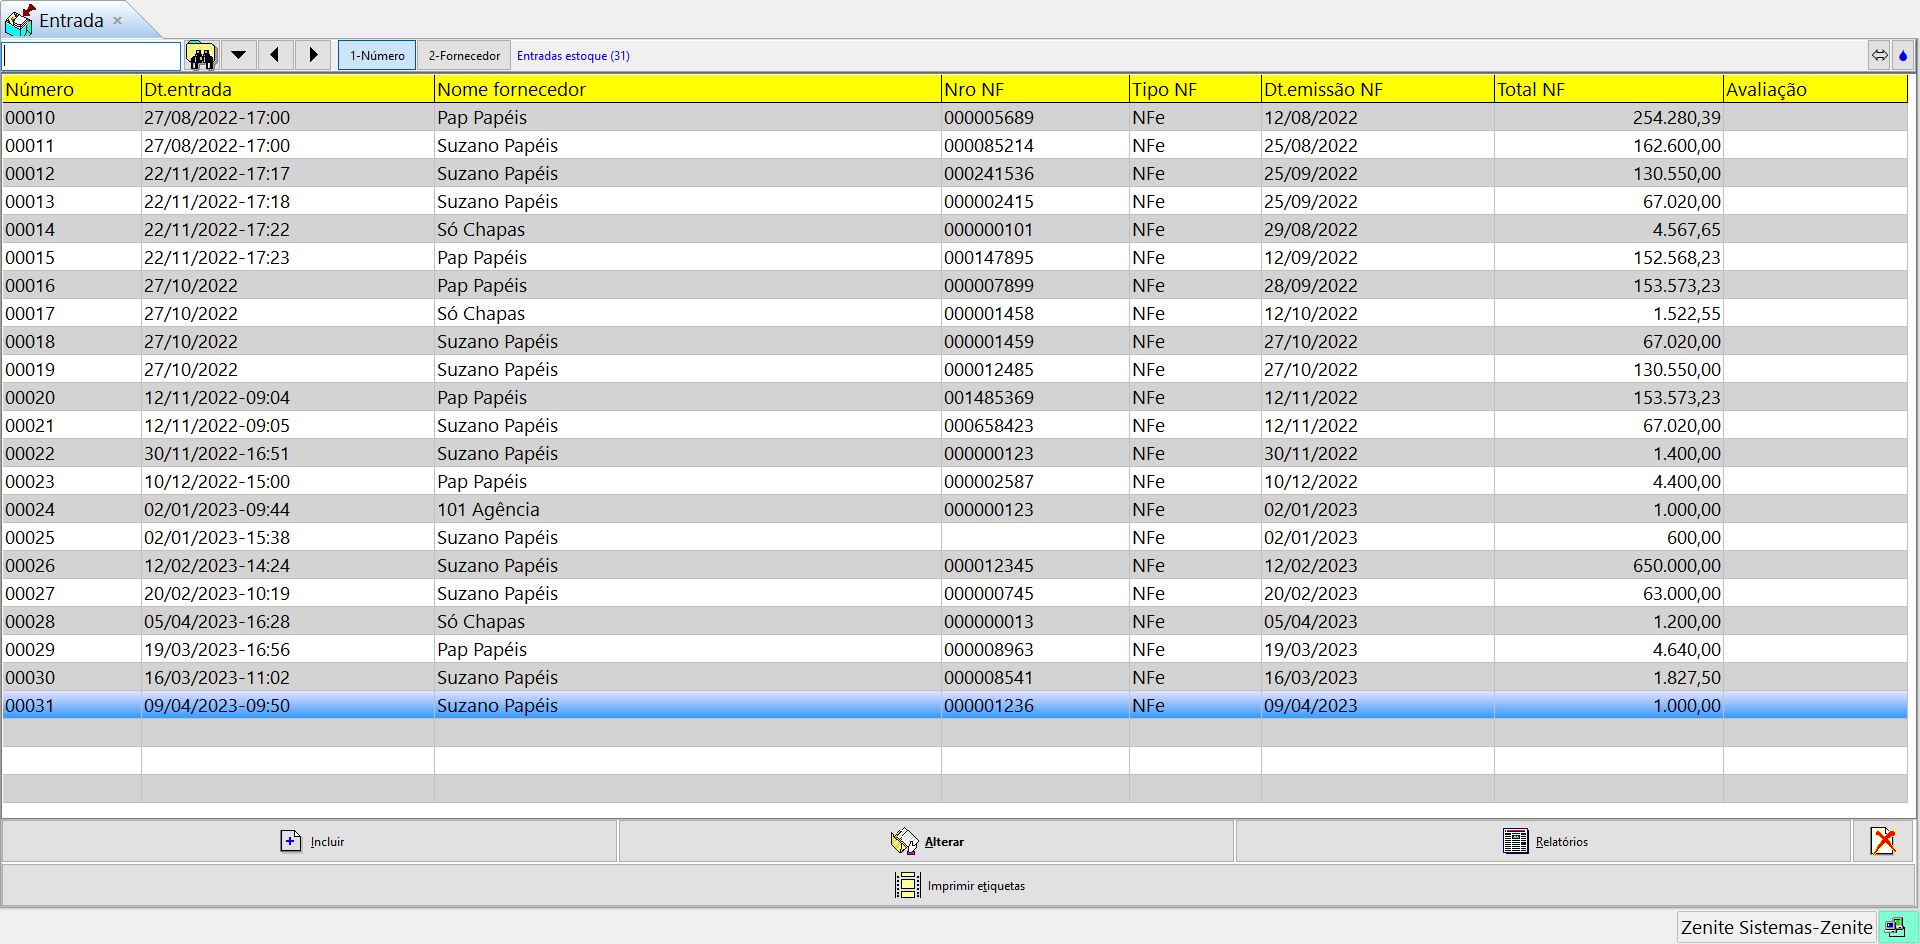 Entrada
1-Número 2-Fornecedor Entradas estoque (31)
Número Dt.entrada Nome fornecedor Nro NF Tipo NF Dt.emissão NF Total NF Avaliação
00010 27/08/2022-17:00 Pap Papéis 000005689 NFe 12/08/2022 254.280,39
00011 27/08/2022-17:00 Suzano Papéis 000085214 NFe 25/08/2022 162.600,00
00012 22/11/2022-17:17 Suzano Papéis 000241536 NFe 25/09/2022 130.550,00
00013 22/11/2022-17:18 Suzano Papéis 000002415 NFe 25/09/2022 67.020,00
00014 22/11/2022-17:22 Só Chapas 000000101 NFe 29/08/2022 4.567,65
00015 22/11/2022-17:23 Pap Papéis 000147895 NFe 12/09/2022 152.568,23
00016 27/10/2022 Pap Papéis 000007899 NFe 28/09/2022 153.573,23
00017 27/10/2022 Só Chapas 000001458 NFe 12/10/2022 1.522,55
00018 27/10/2022 Suzano Papéis 000001459 NFe 27/10/2022 67.020,00
00019 27/10/2022 Suzano Papéis 000012485 NFe 27/10/2022 130.550,00
00020 12/11/2022-09:04 Pap Papéis 001485369 NFe 12/11/2022 153.573,23
00021 12/11/2022-09:05 Suzano Papéis 000658423 NFe 12/11/2022 67.020,00
00022 30/11/2022-16:51 Suzano Papéis 000000123 NFe 30/11/2022 1.400,00
00023 10/12/2022-15:00 Pap Papéis 000002587 NFe 10/12/2022 4.400,00
00024 02/01/2023-09:44 101 Agência 000000123 NFe 02/01/2023 1.000,00
00025 02/01/2023-15:38 Suzano Papéis NFe 02/01/2023 600,00
00026 12/02/2023-14:24 Suzano Papéis 000012345 NFe 12/02/2023 650.000,00
00027 20/02/2023-10:19 Suzano Papéis 000000745 NFe 20/02/2023 63.000,00
00028 05/04/2023-16:28 Só Chapas 000000013 NFe 05/04/2023 1.200,00
00029 19/03/2023-16:56 Pap Papéis 000008963 NFe 19/03/2023 4.640,00
00030 16/03/2023-11:02 Suzano Papéis 000008541 NFe 16/03/2023 1.827,50
00031 09/04/2023-09:50 Suzano Papéis 000001236 NFe 09/04/2023 1.000,00
Incluir Alterar Relatórios
Imprimir etiquetas
Zenite Sistemas-Zenite